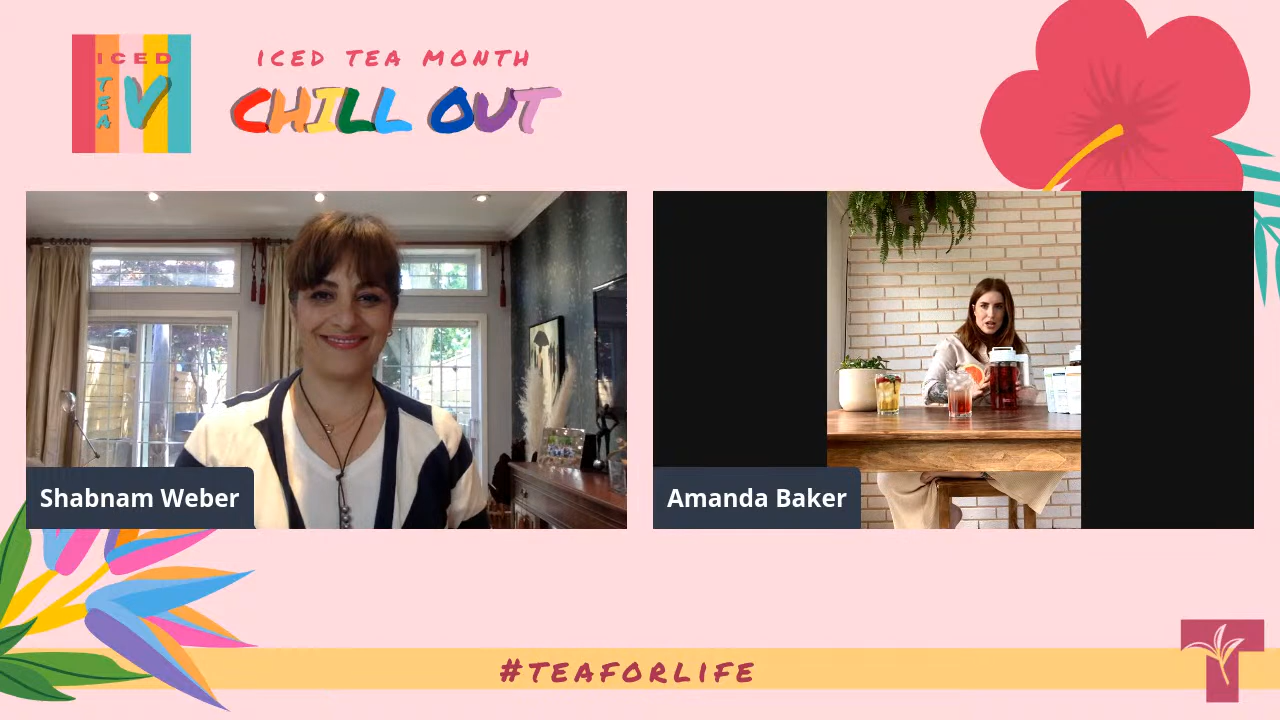 ICED
TEA
V
ICED TEA MONTH
CHILL OUT
Shabnam Weber
Amanda Baker
#TEAFORLIFE
T